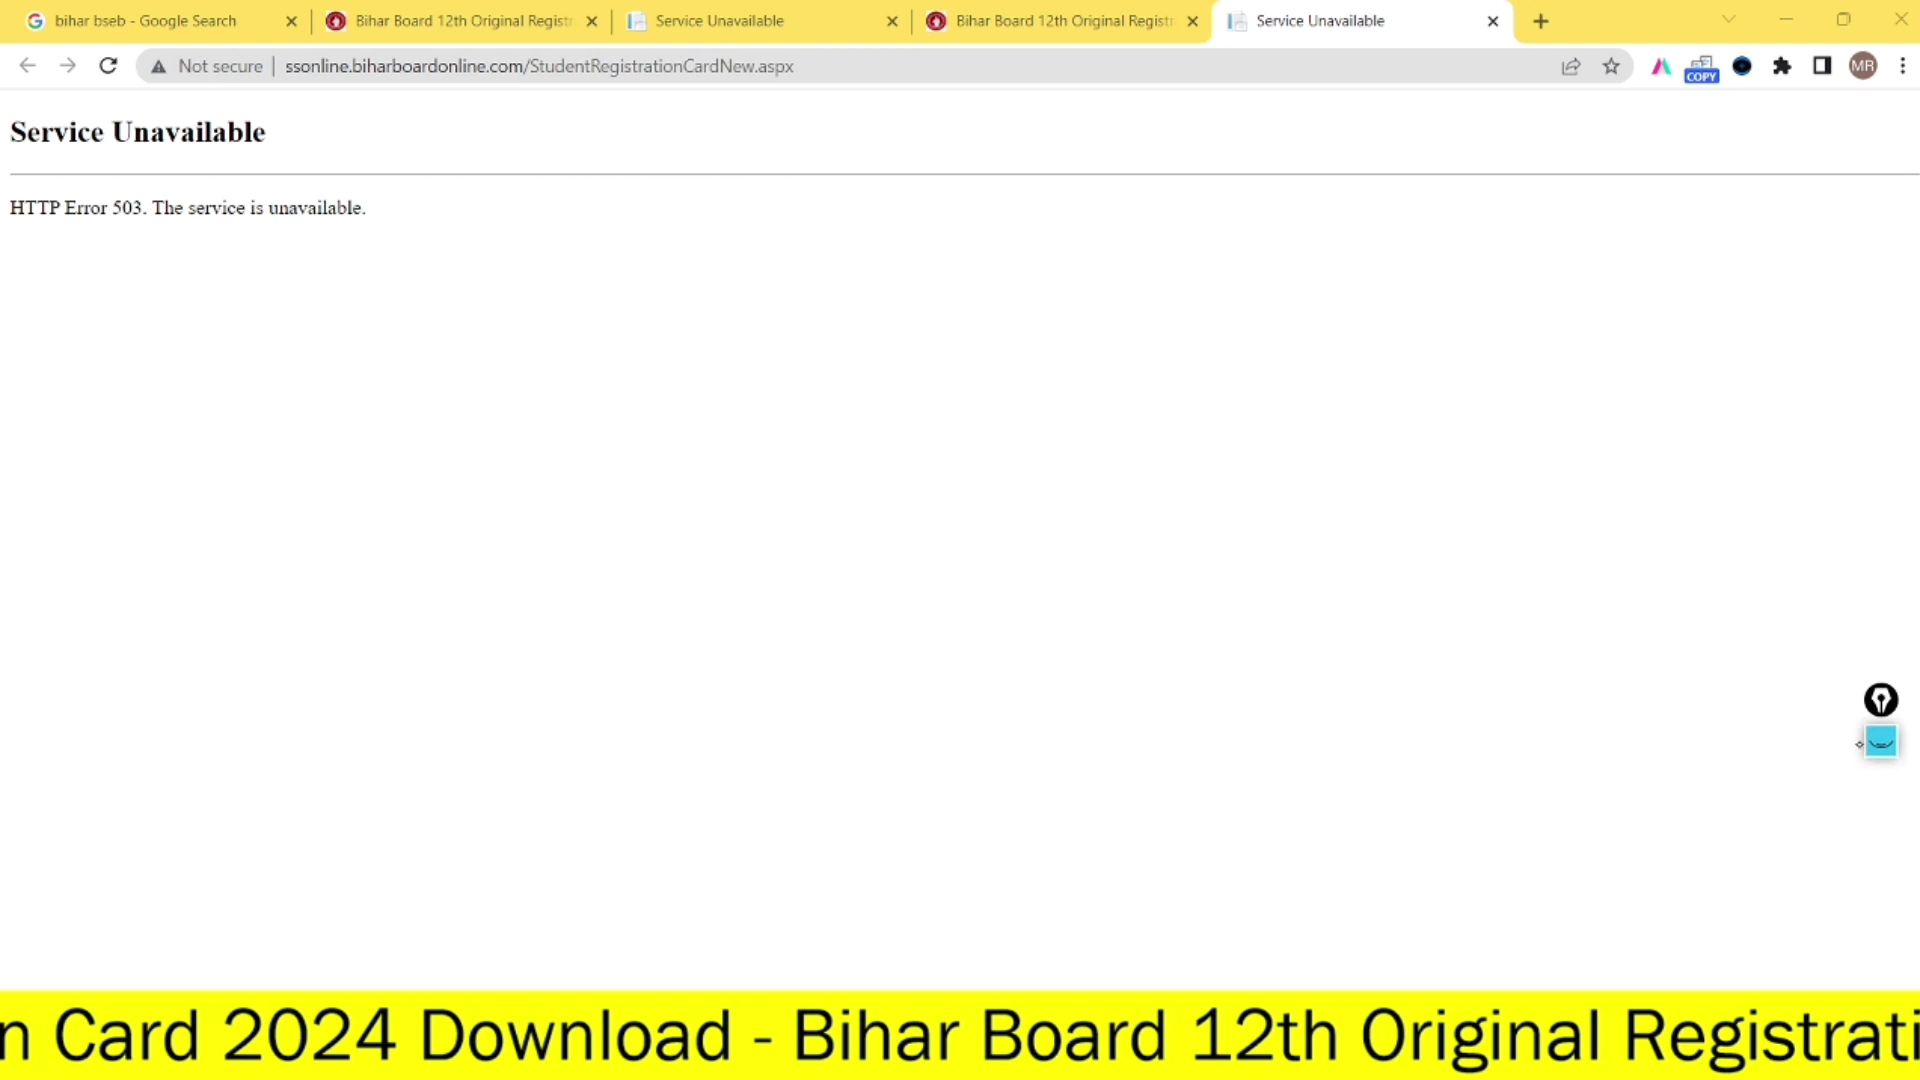 bihar bseb - Google Search
Bihar Board 12th Original Registr
Service Unavailable
Bihar Board 12th Original Registr
Service Unavailable
Not secure
ssonline.biharboardonline.com/StudentRegistrationCardNew.aspx
COPY
MR
Service Unavailable
HTTP Error 503. The service is unavailable.
n Card 2024 Download - Bihar Board 12th Original Registrati